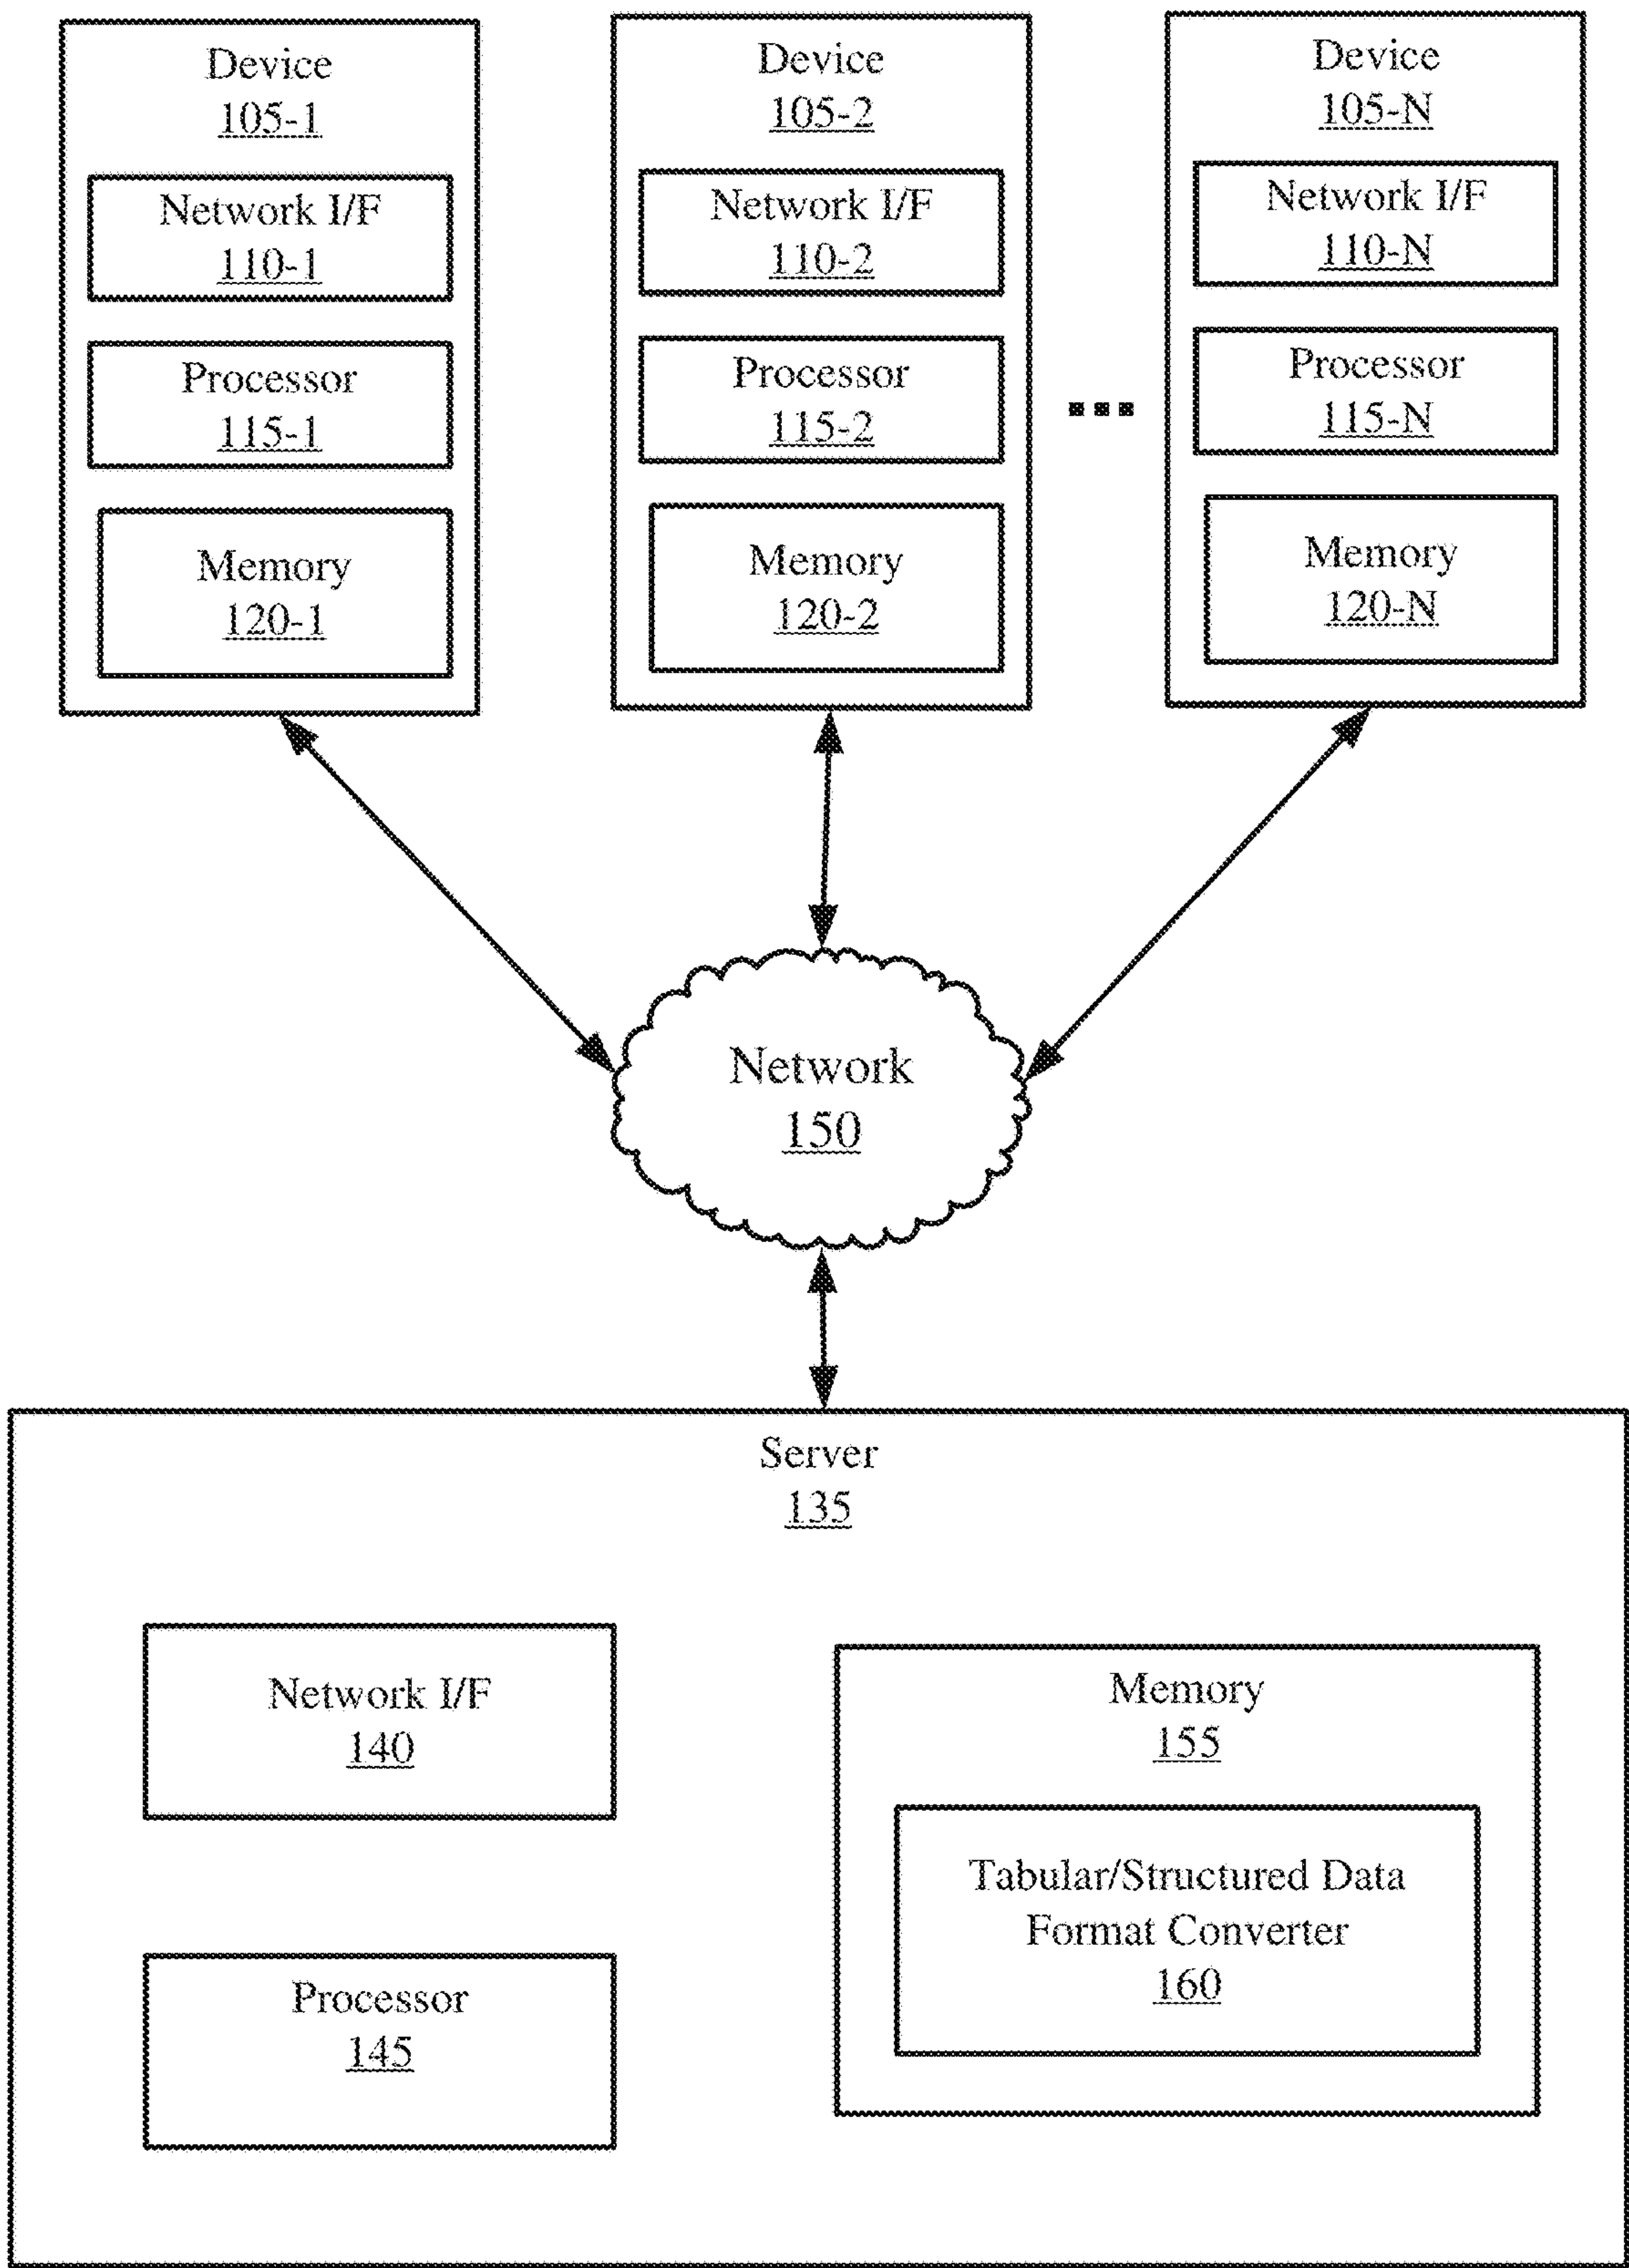 Device
105-1
Network I/F
110-1
Processor
115-1
Memory
120-1
Device
105-2
Network I/F
110-2
Processor
115-2
Memory
120-2
...
Device
105-N
Network I/F
110-N
Processor
115-N
Memory
120-N
Network
150
Server
135
Network I/F
140
Processor
145
Memory
155
Tabular/Structured Data
Format Converter
160